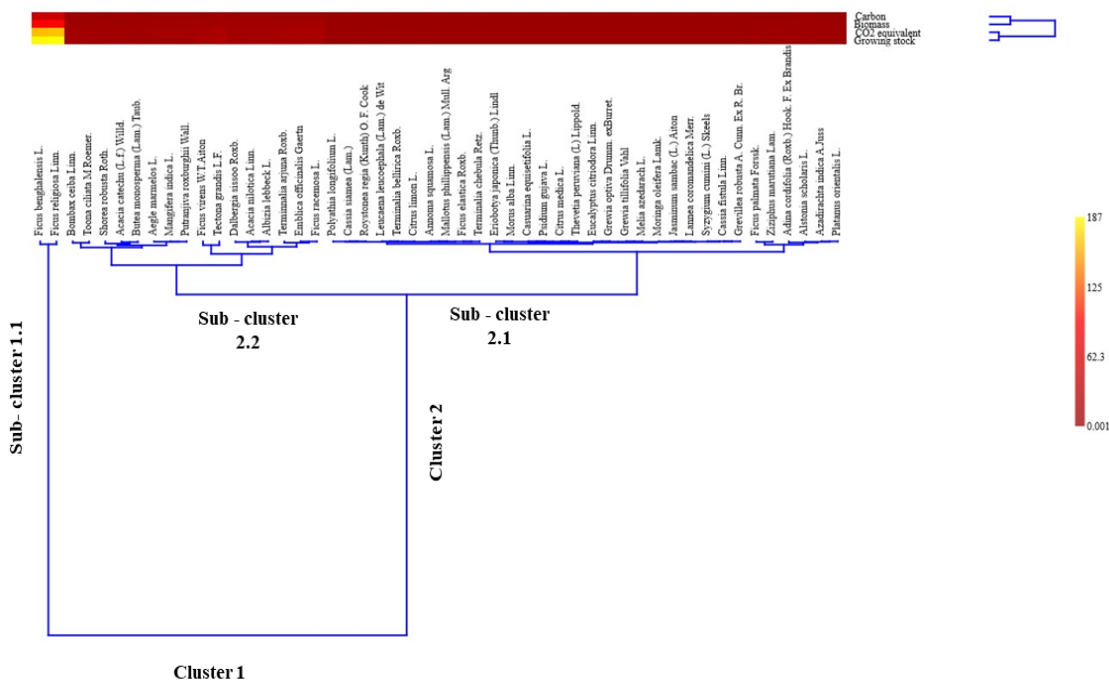 Carbon
Biomass
CO2 equivalent
Growing stock
Ficus benghalensis L.
Ficus religiosa Linn.
Bombax ceiba Linn.
Toona ciliata M Roemer.
Shorea robusta Roth.
Acacia catechu (L.f.) Willd.
Butea monosperma (Lam.) Taub.
Aegle marmelos L.
Mangifera indica L.
Putranjiva roxburghii Wall.
Ficus virens W.T.Aiton
Tectona grandis L.F.
Dalbergia sissoo Roxb.
Acacia nilotica Linn.
Albizia lebbeck L.
Terminalia arjuna Roxb.
Emblica officinalis Gaertn
Ficus racemosa L.
Polyathia longifolium L.
Cassia siamea (Lam.)
Roystonea regia (Kunth) O. F. Cook
Leucaena leucoephala (Lam.) de Wit
Terminalia bellirica Roxb.
Citrus limon L.
Annona squamosa L.
Mallotus phillippensis (Lam.) Mull. Arg
Ficus elastica Roxb.
Terminalia chebula Retz.
Eriobotya japonica (Thunb.) Lindl
Morus alba Linn.
Casuarina equisetifolia L.
Psidium gujava L.
Citrus medica L.
Thevetia peruviana (L.) Lippold.
Eucalyptus citriodora Linn.
Grewia optiva Drumm. exBurret.
Grewia tillifolia Vahl
Melia azedarach L.
Moringa oleifera Lamk.
Jasminum sambac (L.) Aiton
Lannea coromandelica Merr.
Syzygium cumini (L.) Skeels
Cassia fistula Linn.
Grevillea robusta A. Cunn. Ex R. Br.
Ficus palmata Forssk.
Ziziphus marutiana Lam.
Adina cordifolia (Roxb.) Hook. F. Ex Brandis
Alstonia scholaris L.
Azadirachta indica A.Juss
Platanus orientalis L.
187
125
62.3
0.001
Sub - cluster
2.2
Sub - cluster
2.1
Sub- cluster 1.1
Cluster 2
Cluster 1